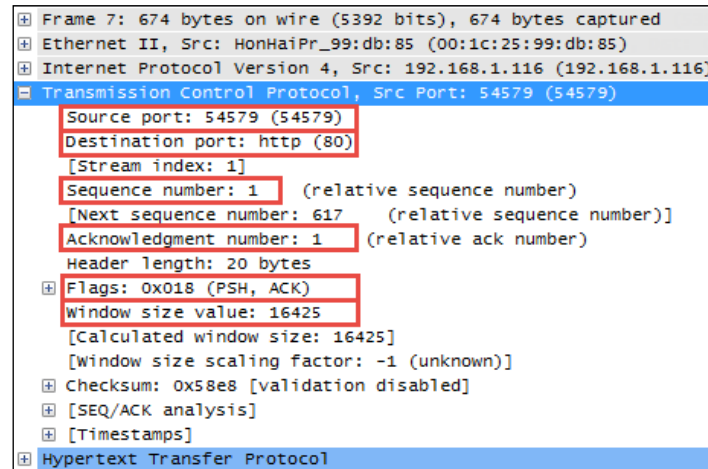 Frame 7: 674 bytes on wire (5392 bits), 674 bytes captured
Ethernet II, Src: HonHaiPr_99:db:85 (00:1c:25:99:db:85)
Internet Protocol Version 4, Src: 192.168.1.116 (192.168.1.116)
Transmission Control Protocol, Src Port: 54579 (54579)
Source port: 54579 (54579)
Destination port: http (80)
[Stream index: 1]
Sequence number: 1 (relative sequence number)
[Next sequence number: 617 (relative sequence number)]
Acknowledgment number: 1 (relative ack number)
Header length: 20 bytes
Flags: 0x018 (PSH, ACK)
Window size value: 16425
[Calculated window size: 16425]
[Window size scaling factor: -1 (unknown)]
Checksum: 0x58e8 [validation disabled]
[SEQ/ACK analysis]
[Timestamps]
Hypertext Transfer Protocol